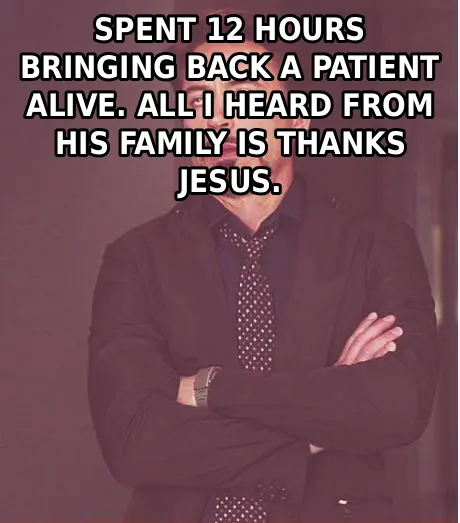 SPENT 12 HOURS
BRINGING BACK A PATIENT
ALIVE. ALL I HEARD FROM
HIS FAMILY IS THANKS
JESUS.